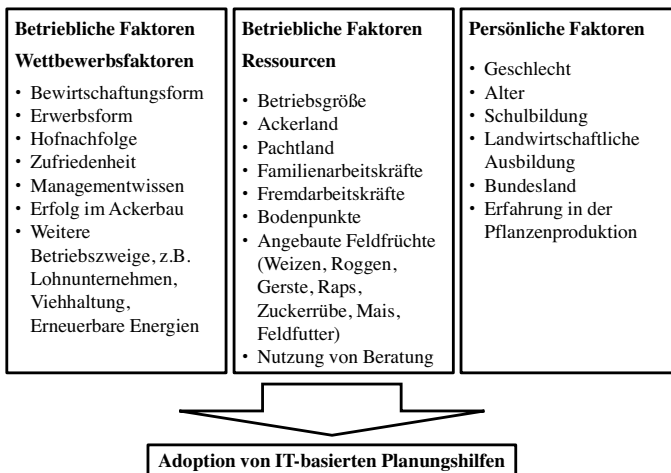 Betriebliche Faktoren
Wettbewerbsfaktoren
• Bewirtschaftungsform
• Erwerbsform
• Hofnachfolge
• Zufriedenheit
• Managementwissen
• Erfolg im Ackerbau
• Weitere
Betriebszweige, z.B.
Lohnunternehmen,
Viehhaltung,
Erneuerbare Energien
Betriebliche Faktoren
Ressourcen
• Betriebsgröße
• Ackerland
• Pachtland
• Familienarbeitskräfte
• Fremdarbeitskräfte
• Bodenpunkte
• Angebaute Feldfrüchte
(Weizen, Roggen,
Gerste, Raps,
Zuckerrübe, Mais,
Feldfutter)
• Nutzung von Beratung
Persönliche Faktoren
• Geschlecht
• Alter
• Schulbildung
• Landwirtschaftliche
Ausbildung
• Bundesland
• Erfahrung in der
Pflanzenproduktion
Adoption von IT-basierten Planungshilfen